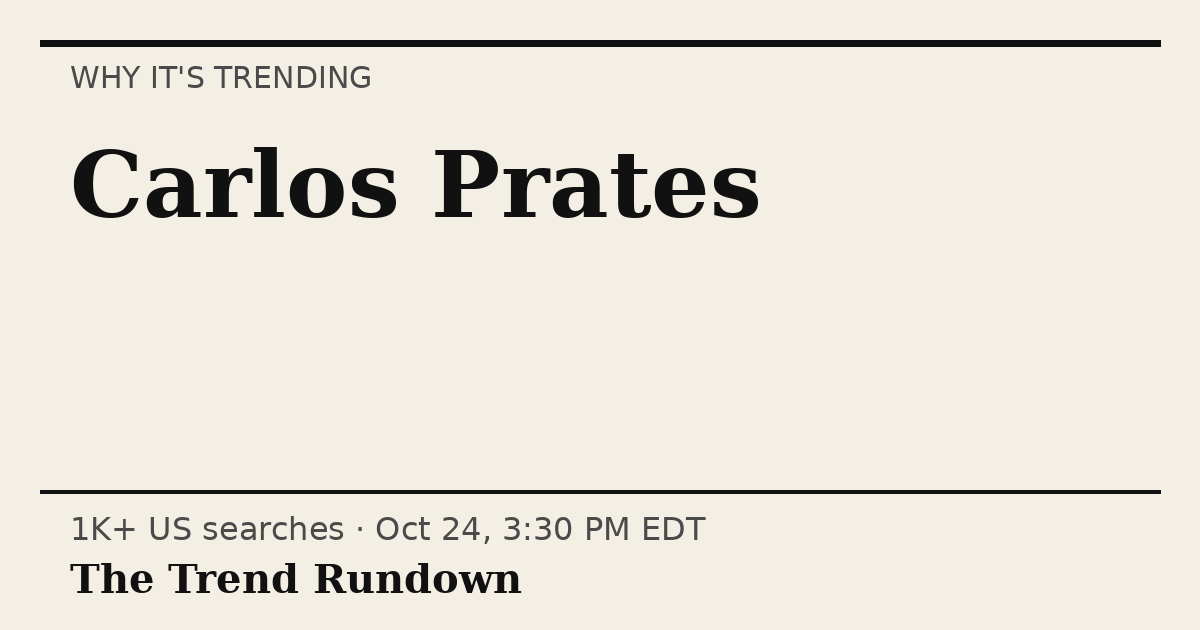 WHY IT'S TRENDING
Carlos Prates
1K+ US searches · Oct 24, 3:30 PM EDT
The Trend Rundown